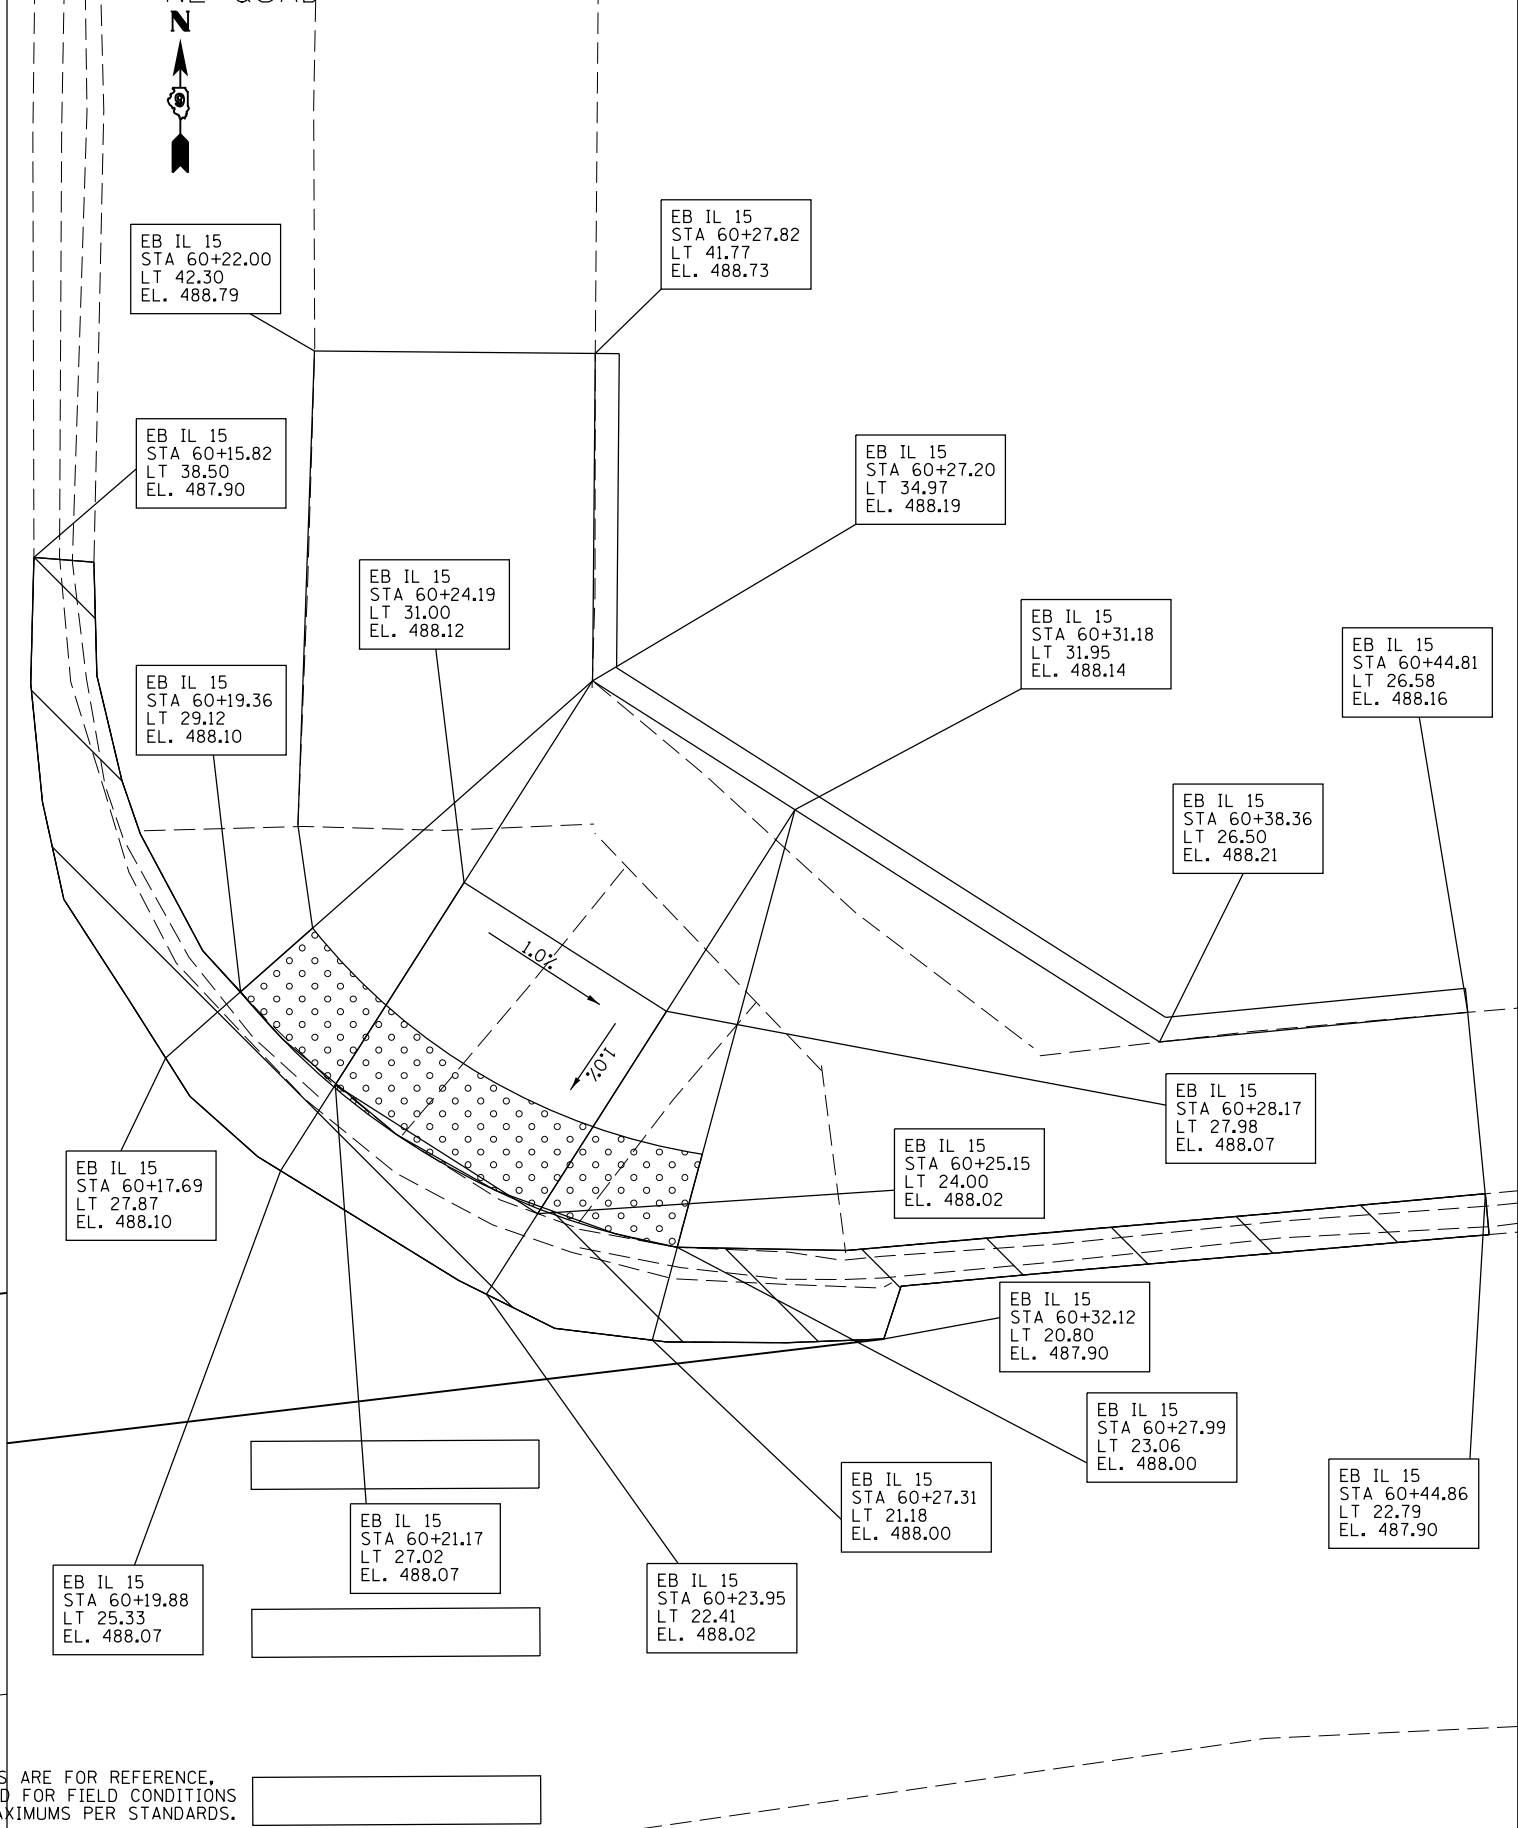 N
EB IL 15
STA 60+22.00
LT 42.30
EL. 488.79
EB IL 15
STA 60+27.82
LT 41.77
EL. 488.73
EB IL 15
STA 60+15.82
LT 38.50
EL. 487.90
EB IL 15
STA 60+27.20
LT 34.97
EL. 488.19
EB IL 15
STA 60+24.19
LT 31.00
EL. 488.12
EB IL 15
STA 60+31.18
LT 31.95
EL. 488.14
EB IL 15
STA 60+44.81
LT 26.58
EL. 488.16
EB IL 15
STA 60+19.36
LT 29.12
EL. 488.10
EB IL 15
STA 60+38.36
LT 26.50
EL. 488.21
1.0%
1.0%
EB IL 15
STA 60+28.17
LT 27.98
EL. 488.07
EB IL 15
STA 60+17.69
LT 27.87
EL. 488.10
EB IL 15
STA 60+25.15
LT 24.00
EL. 488.02
EB IL 15
STA 60+32.12
LT 20.80
EL. 487.90
EB IL 15
STA 60+27.99
LT 23.06
EL. 488.00
EB IL 15
STA 60+27.31
LT 21.18
EL. 488.00
EB IL 15
STA 60+44.86
LT 22.79
EL. 487.90
EB IL 15
STA 60+21.17
LT 27.02
EL. 488.07
EB IL 15
STA 60+19.88
LT 25.33
EL. 488.07
EB IL 15
STA 60+23.95
LT 22.41
EL. 488.02
S ARE FOR REFERENCE,
D FOR FIELD CONDITIONS
AXIMUMS PER STANDARDS.